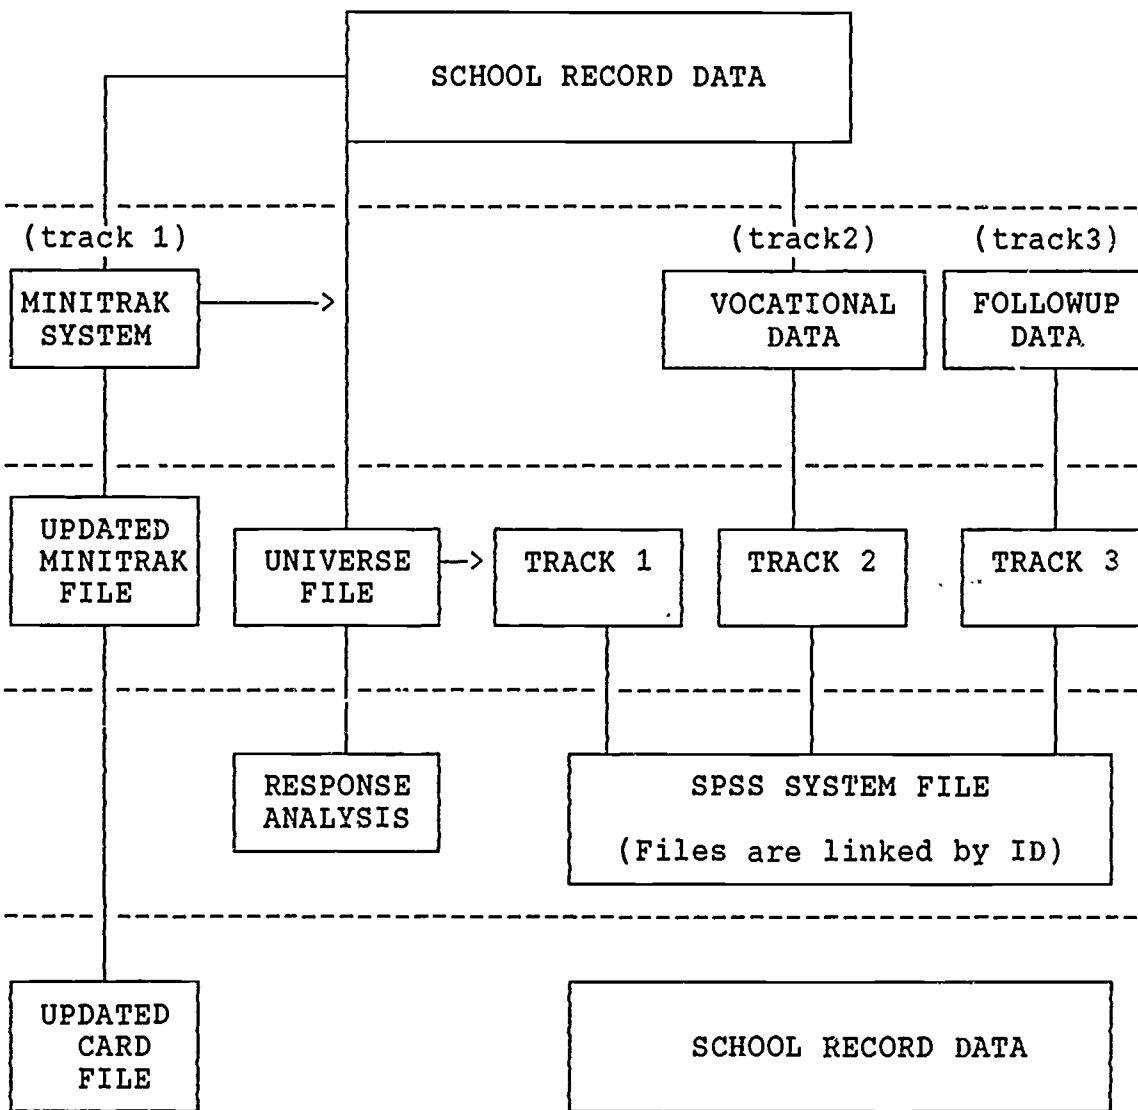 SCHOOL RECORD DATA
(track 1)
(track2)
(track3)
MINITRAK
SYSTEM
VOCATIONAL
DATA
FOLLOWUP
DATA
UPDATED
MINITRAK
FILE
UNIVERSE
FILE
TRACK 1
TRACK 2
TRACK 3
RESPONSE
ANALYSIS
SPSS SYSTEM FILE
(Files are linked by ID)
UPDATED
CARD
FILE
SCHOOL RECORD DATA